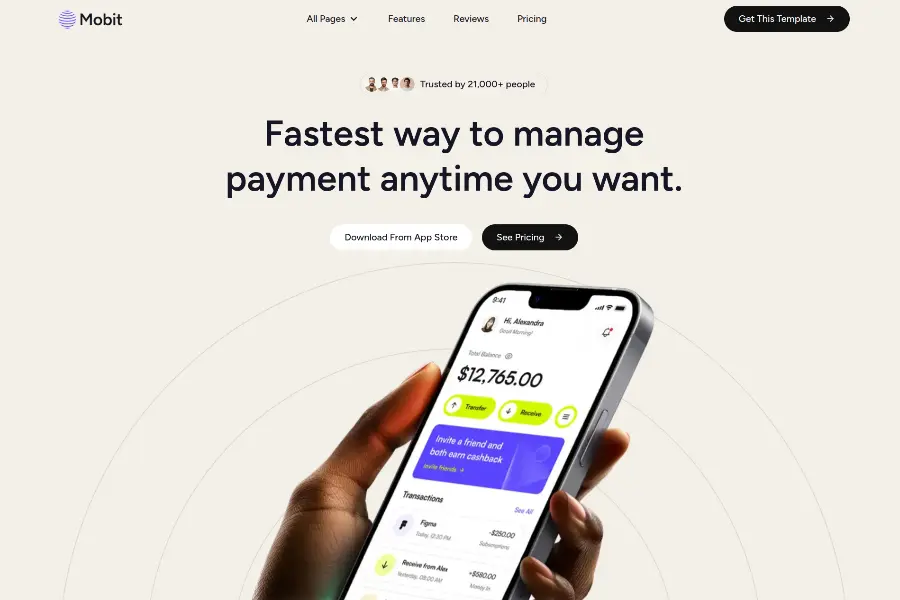 Mobit
All Pages
Features
Reviews
Pricing
Get This Template
Trusted by 21,000+ people
Fastest way to manage
payment anytime you want.
Download From App Store
See Pricing
9:41
Hi, Alexandra
Good Morning!
Total Balance
$12,765.00
Transfer
Receive
Invite a friend and
both earn cashback
Invite friends
Transactions
See All
Figma
-$250.00
Today, 12:30 PM
Subscriptions
Receive from Alex
+$580.00
Yesterday, 08:00 AM
Money In